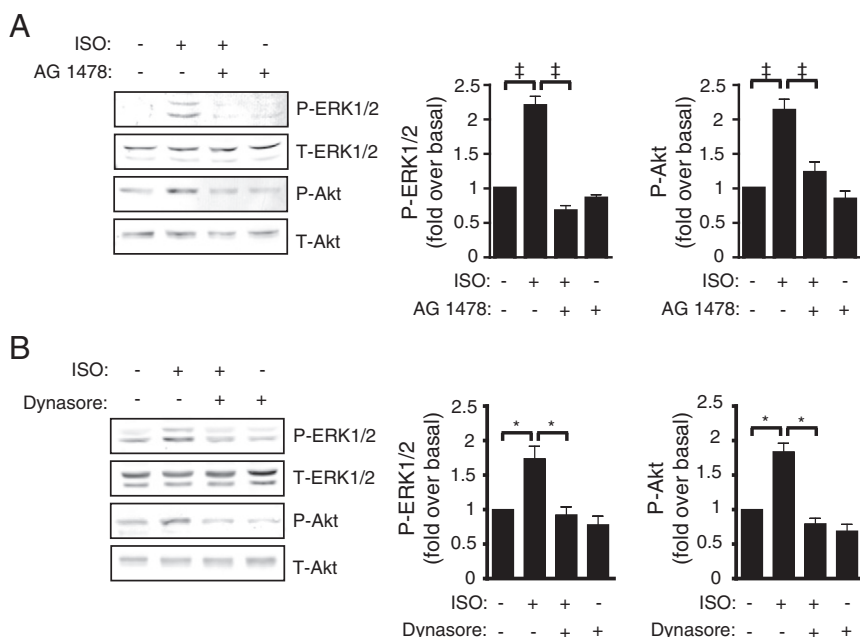 A
ISO: - + + -
AG 1478: - - + +
P-ERK1/2
T-ERK1/2
P-Akt
T-Akt
P-ERK1/2
(fold over basal)
2.5
2
1.5
1
0.5
0
‡ ‡
ISO: - + + -
AG 1478: - - + +
P-Akt
(fold over basal)
2.5
2
1.5
1
0.5
0
‡ ‡
ISO: - + + -
AG 1478: - - + +
B
ISO: - + + -
Dynasore: - - + +
P-ERK1/2
T-ERK1/2
P-Akt
T-Akt
P-ERK1/2
(fold over basal)
2.5
2
1.5
1
0.5
0
* *
ISO: - + + -
Dynasore: - - + +
P-Akt
(fold over basal)
2.5
2
1.5
1
0.5
0
* *
ISO: - + + -
Dynasore: - - + +